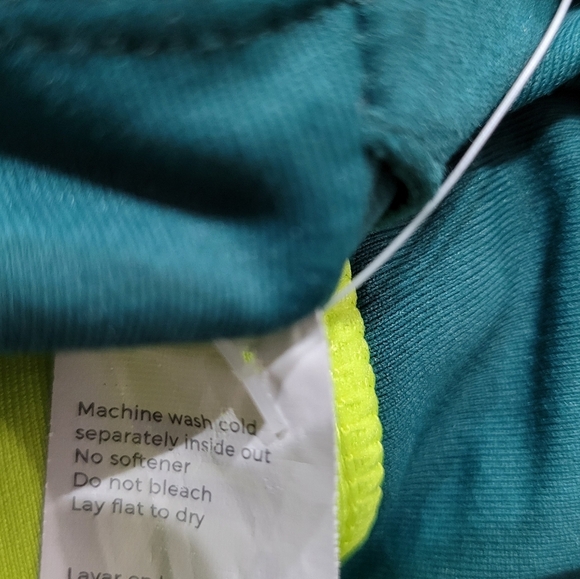 Machine wash cold
separately inside out
No softener
Do not bleach
Lay flat to dry